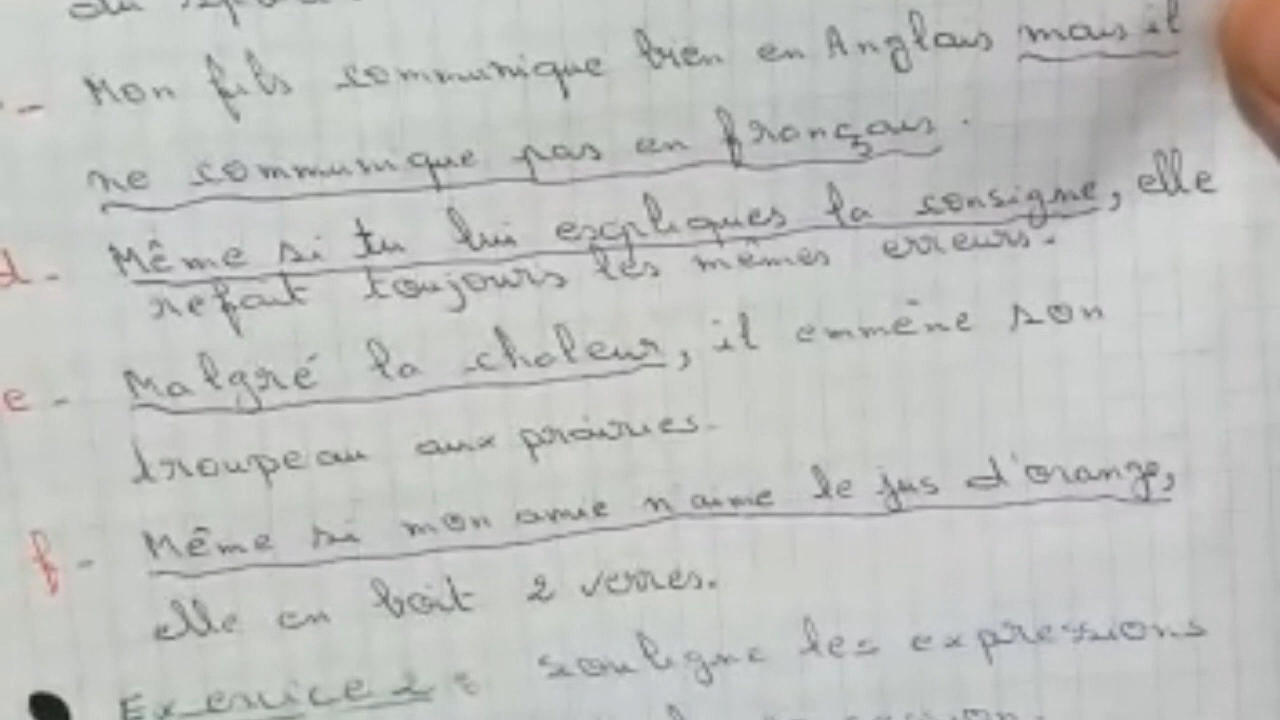 du
- Mon fils communique bien en Anglais mais il
ne communique pas en français.
d - Même si tu lui expliques la consigne, elle
refait toujours les mêmes erreurs.
e - Malgré la chaleur, il emmène son
troupeau aux prairies.
f - Même si mon amie n'aime le jus d'orange,
elle en boit 2 verres.
Exercice 2 : souligne les expressions